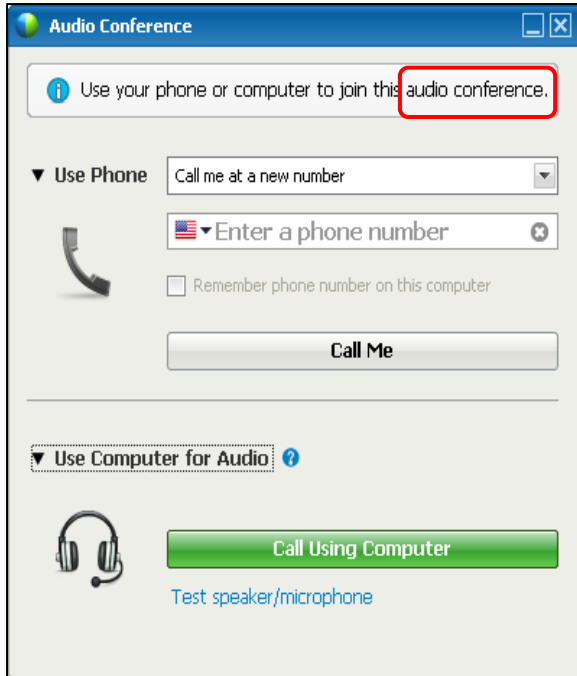 Audio Conference
Use your phone or computer to join this audio conference.
Use Phone
Call me at a new number
Enter a phone number
Remember phone number on this computer
Call Me
Use Computer for Audio ?
Call Using Computer
Test speaker/microphone